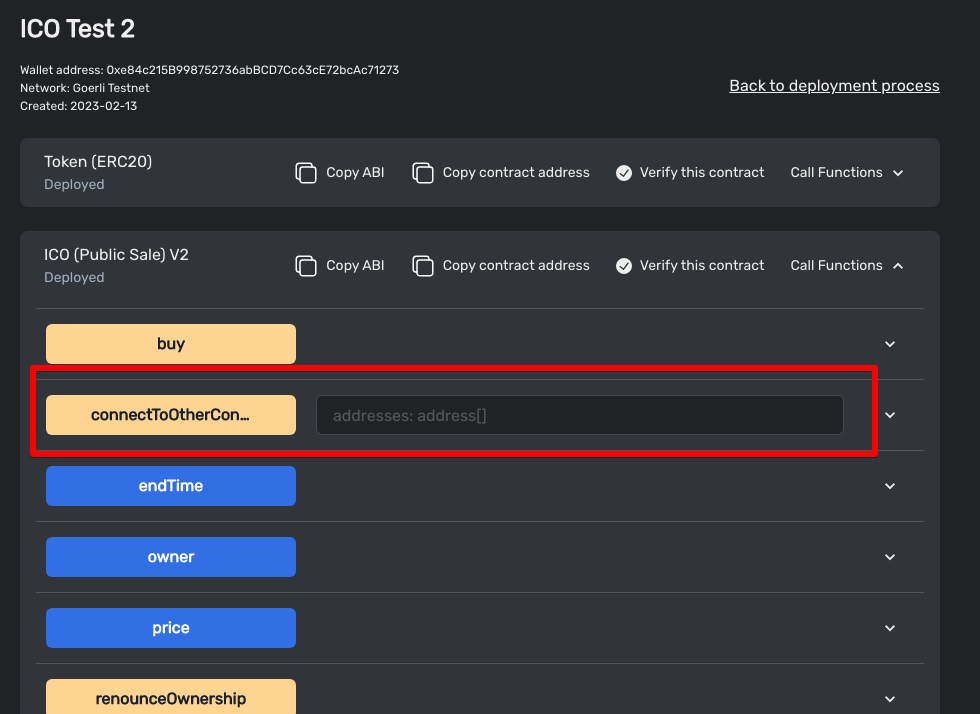 ICO Test 2
Wallet address: 0xe84c215B998752736abBCD7Cc63cE72bcAc71273
Network: Goerli Testnet
Created: 2023-02-13
Back to deployment process
Token (ERC20)
Deployed
Copy ABI
Copy contract address
Verify this contract
Call Functions
ICO (Public Sale) V2
Deployed
Copy ABI
Copy contract address
Verify this contract
Call Functions
buy
connectToOtherCon...
addresses: address[]
endTime
owner
price
renounceOwnership